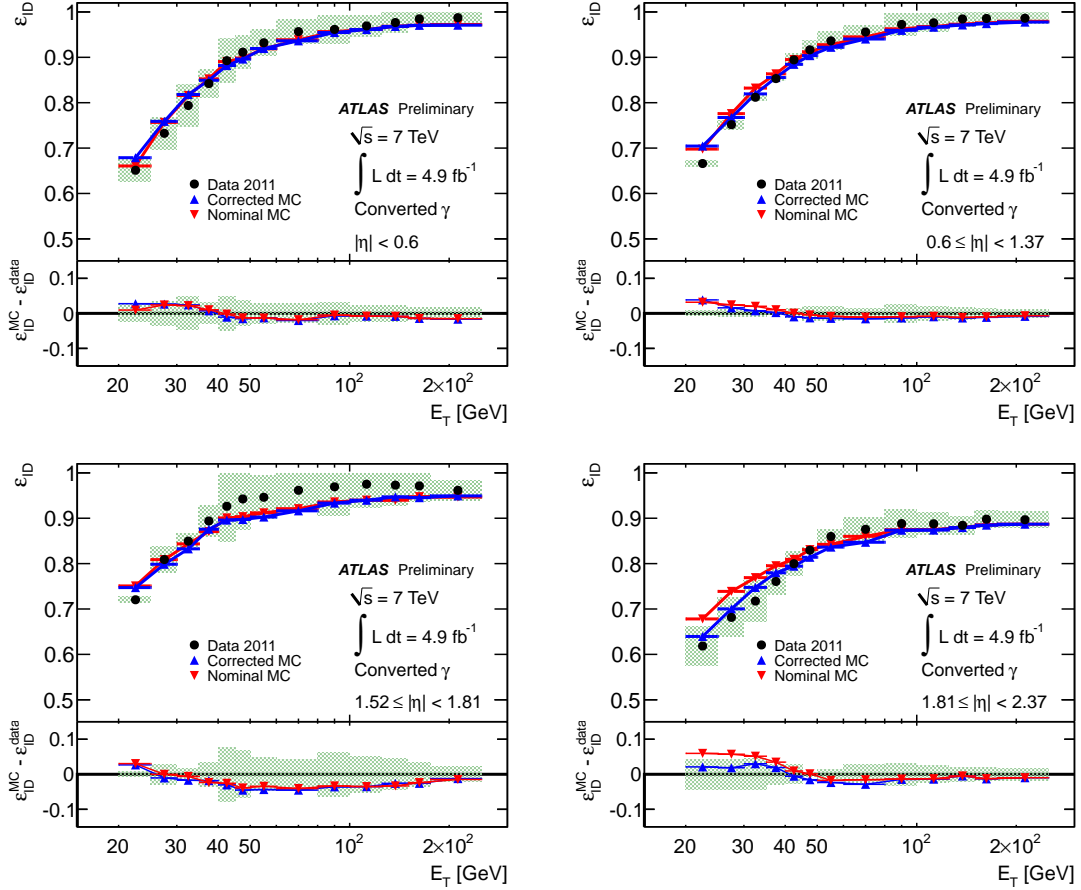 ε_ID
1
0.9
0.8
0.7
0.6
0.5
ATLAS Preliminary
√s = 7 TeV
∫ L dt = 4.9 fb⁻¹
Converted γ
|η| < 0.6
Data 2011
Corrected MC
Nominal MC
ε_ID^MC - ε_ID^data
0.1
0
-0.1
20 30 40 50 10² 2×10²
E_T [GeV]
ε_ID
1
0.9
0.8
0.7
0.6
0.5
ATLAS Preliminary
√s = 7 TeV
∫ L dt = 4.9 fb⁻¹
Converted γ
0.6 ≤ |η| < 1.37
Data 2011
Corrected MC
Nominal MC
ε_ID^MC - ε_ID^data
0.1
0
-0.1
20 30 40 50 10² 2×10²
E_T [GeV]
ε_ID
1
0.9
0.8
0.7
0.6
0.5
ATLAS Preliminary
√s = 7 TeV
∫ L dt = 4.9 fb⁻¹
Converted γ
1.52 ≤ |η| < 1.81
Data 2011
Corrected MC
Nominal MC
ε_ID^MC - ε_ID^data
0.1
0
-0.1
20 30 40 50 10² 2×10²
E_T [GeV]
ε_ID
1
0.9
0.8
0.7
0.6
0.5
ATLAS Preliminary
√s = 7 TeV
∫ L dt = 4.9 fb⁻¹
Converted γ
1.81 ≤ |η| < 2.37
Data 2011
Corrected MC
Nominal MC
ε_ID^MC - ε_ID^data
0.1
0
-0.1
20 30 40 50 10² 2×10²
E_T [GeV]